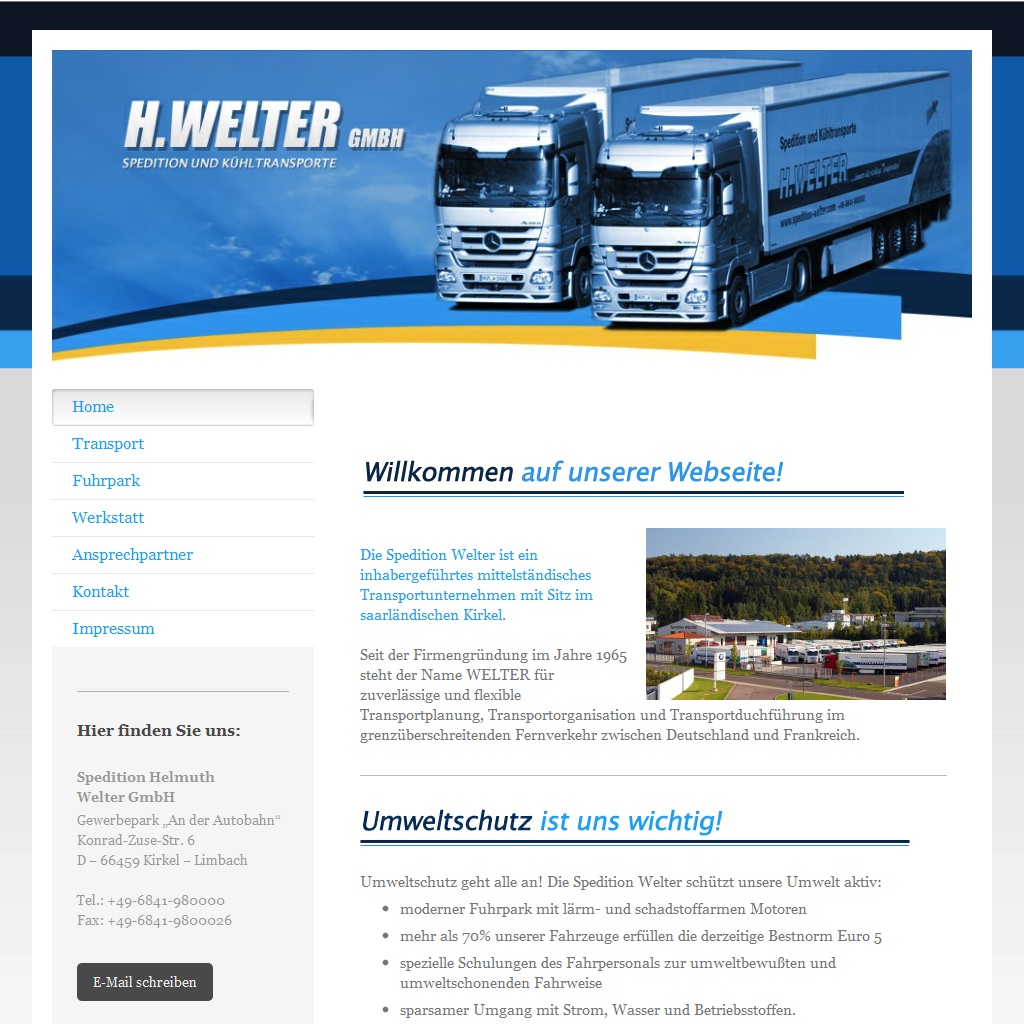 H.WELTER GMBH
SPEDITION UND KÜHLTRANSPORTE
Spedition und Kühltransporte
H.WELTER
www.spedition-welter.com
Home
Transport
Fuhrpark
Werkstatt
Ansprechpartner
Kontakt
Impressum
Hier finden Sie uns:
Spedition Helmuth
Welter GmbH
Gewerbepark „An der Autobahn“
Konrad-Zuse-Str. 6
D – 66459 Kirkel – Limbach
Tel.: +49-6841-980000
Fax: +49-6841-9800026
E-Mail schreiben
Willkommen auf unserer Webseite!
Die Spedition Welter ist ein
inhabergeführtes mittelständisches
Transportunternehmen mit Sitz im
saarländischen Kirkel.
Seit der Firmengründung im Jahre 1965
steht der Name WELTER für
zuverlässige und flexible
Transportplanung, Transportorganisation und Transportduchführung im
grenzüberschreitenden Fernverkehr zwischen Deutschland und Frankreich.
Umweltschutz ist uns wichtig!
Umweltschutz geht alle an! Die Spedition Welter schützt unsere Umwelt aktiv:
moderner Fuhrpark mit lärm- und schadstoffarmen Motoren
mehr als 70% unserer Fahrzeuge erfüllen die derzeitige Bestnorm Euro 5
spezielle Schulungen des Fahrpersonals zur umweltbewußten und
umweltschonenden Fahrweise
sparsamer Umgang mit Strom, Wasser und Betriebsstoffen.